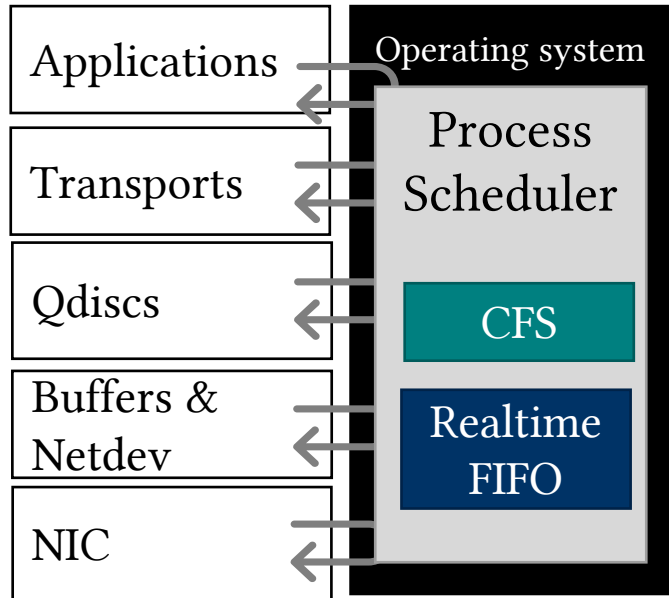 Applications
Transports
Qdiscs
Buffers &
Netdev
NIC
Operating system
Process
Scheduler
CFS
Realtime
FIFO